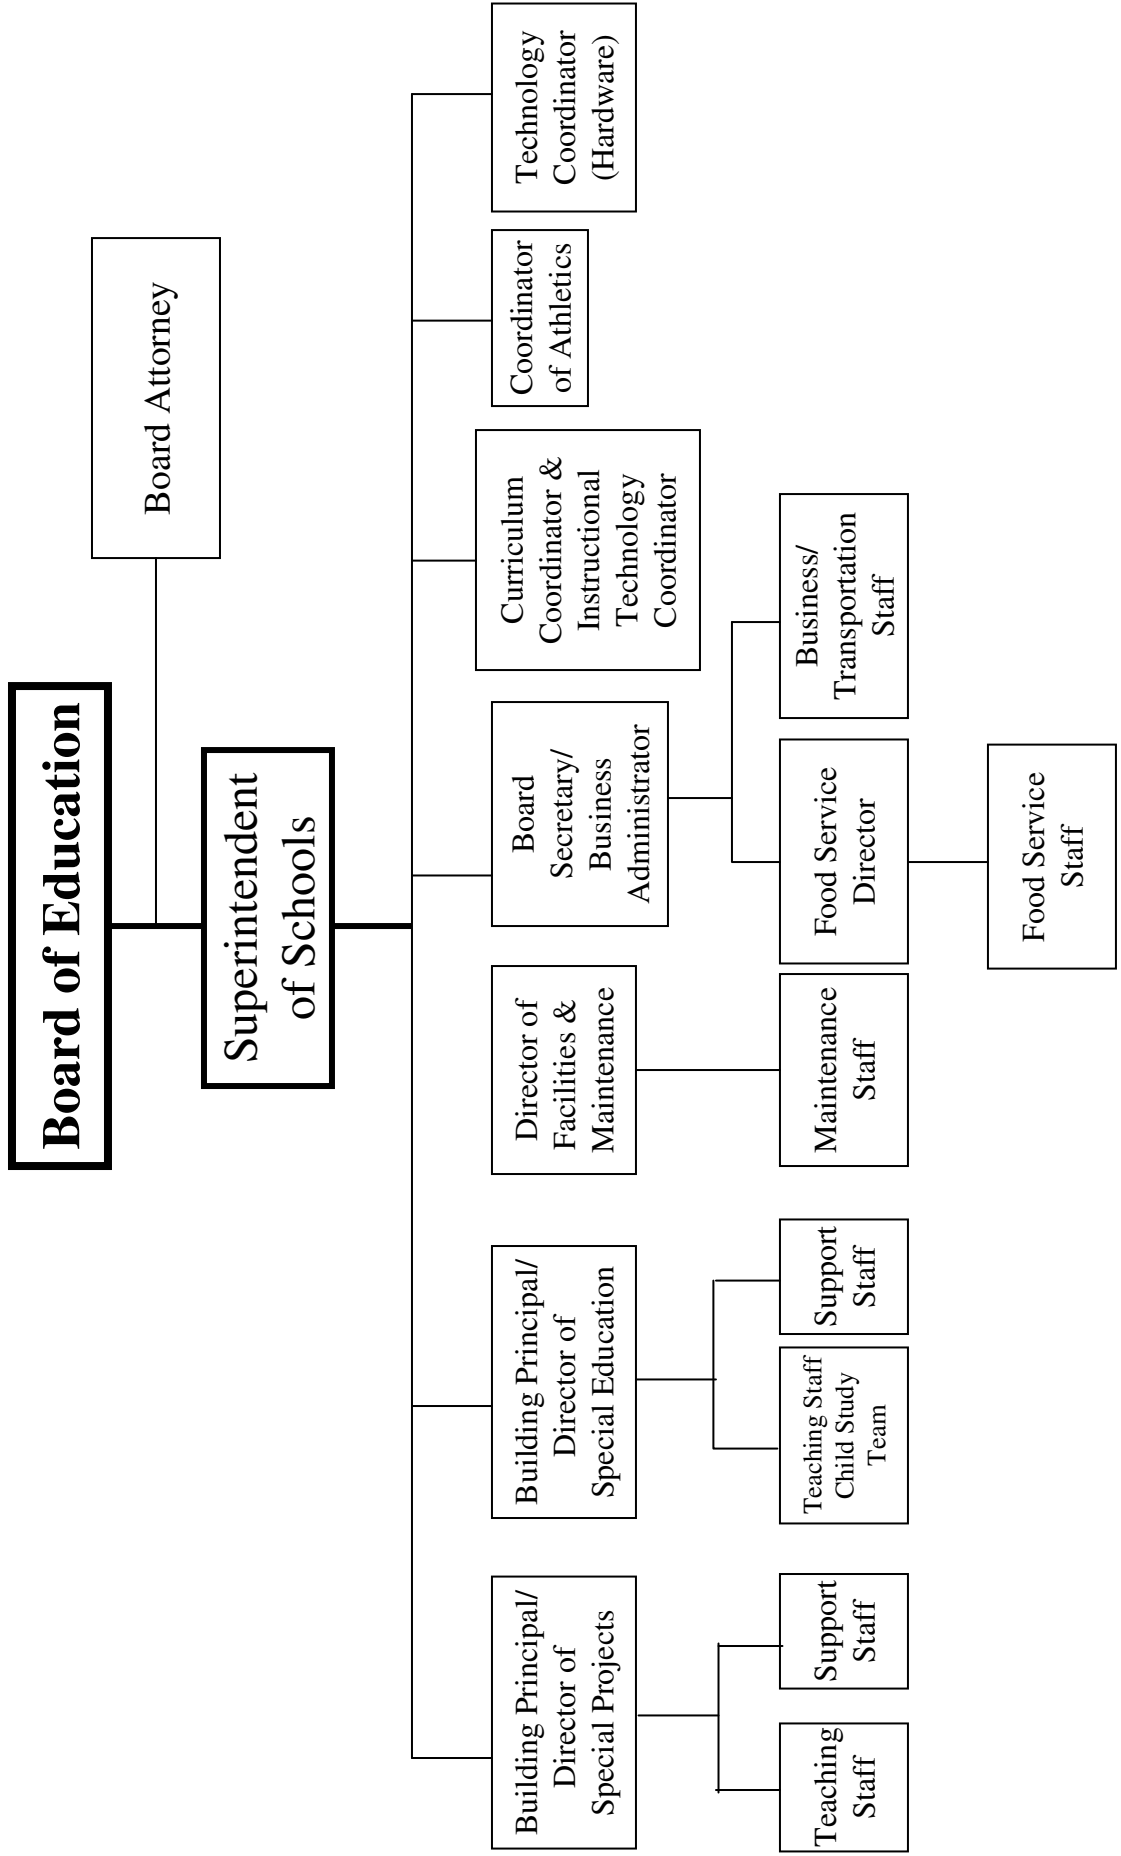 Board of Education
Board Attorney
Superintendent
of Schools
Building Principal/
Director of
Special Projects
Building Principal/
Director of
Special Education
Director of
Facilities &
Maintenance
Board
Secretary/
Business
Administrator
Curriculum
Coordinator &
Instructional
Technology
Coordinator
Coordinator
of Athletics
Technology
Coordinator
(Hardware)
Teaching
Staff
Support
Staff
Teaching Staff
Child Study
Team
Support
Staff
Maintenance
Staff
Food Service
Director
Business/
Transportation
Staff
Food Service
Staff